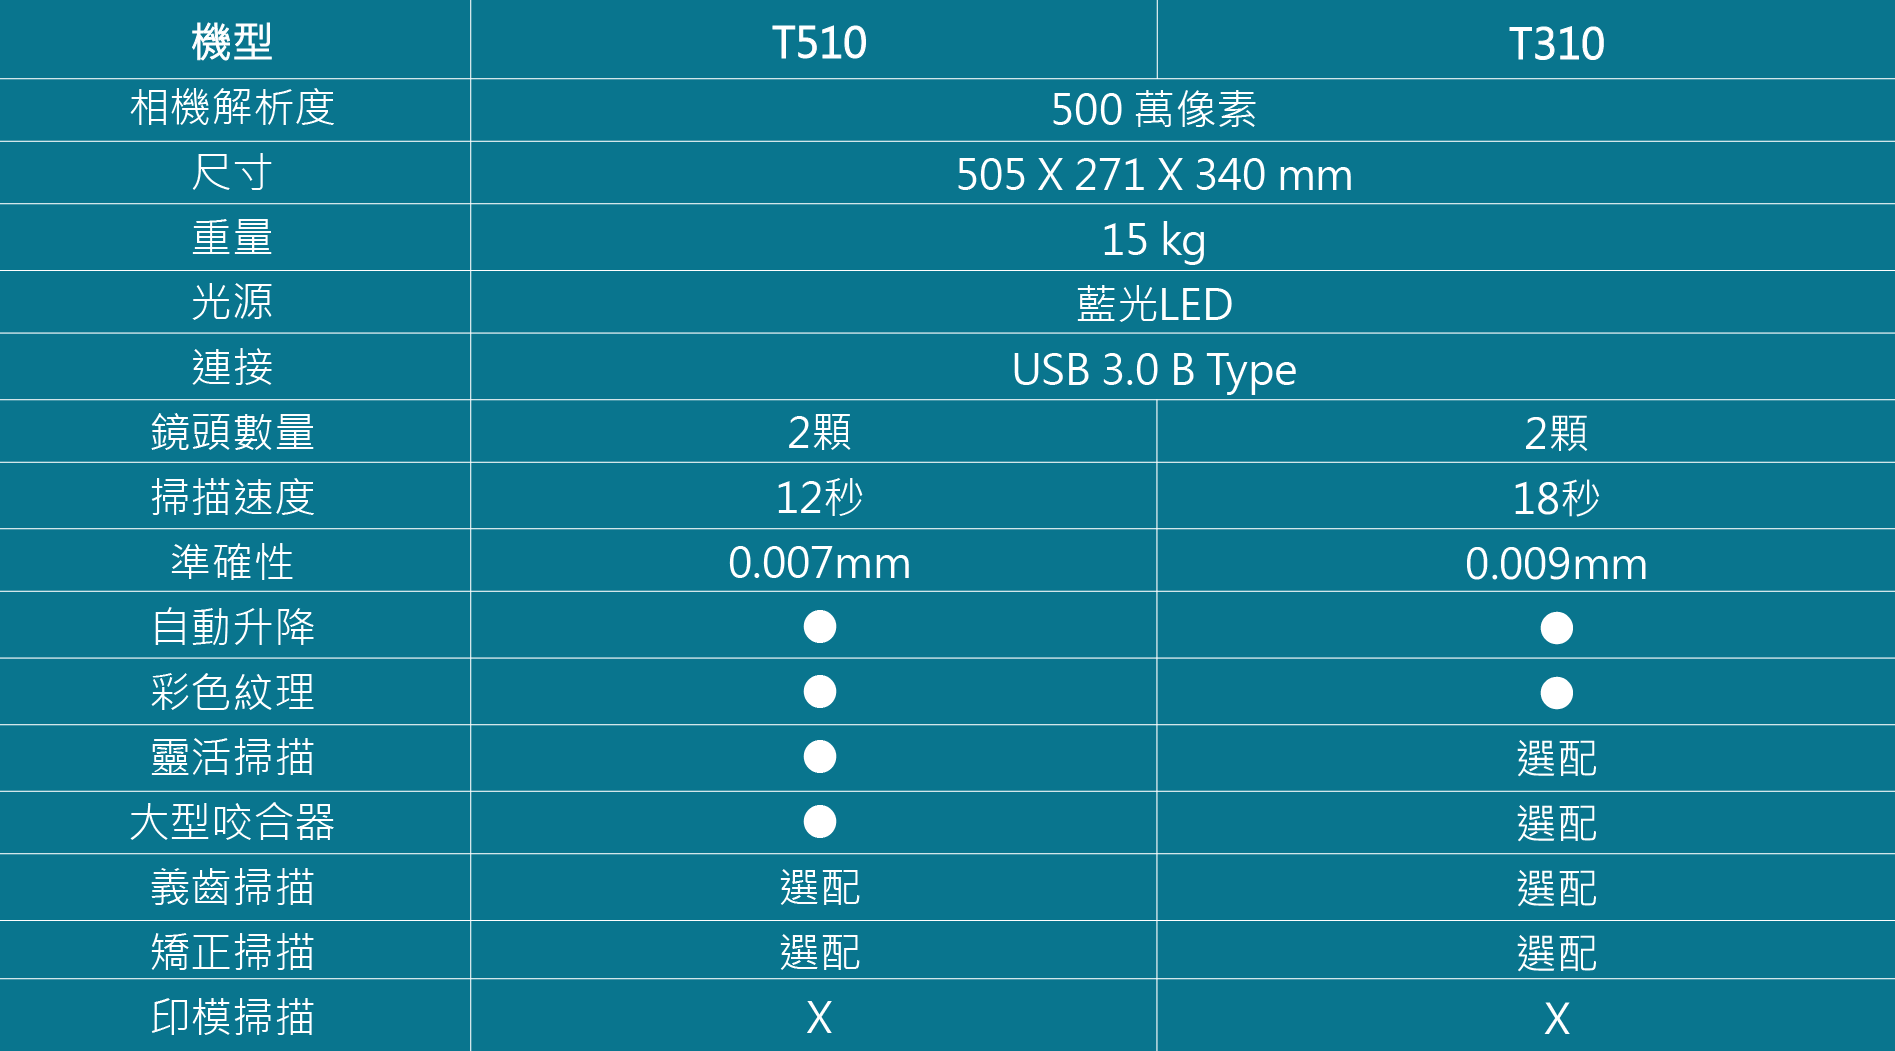 機型 T510 T310
相機解析度 500 萬像素
尺寸 505 X 271 X 340 mm
重量 15 kg
光源 藍光LED
連接 USB 3.0 B Type
鏡頭數量 2顆 2顆
掃描速度 12秒 18秒
準確性 0.007mm 0.009mm
自動升降 ● ●
彩色紋理 ● ●
靈活掃描 ● 選配
大型咬合器 ● 選配
義齒掃描 選配 選配
矯正掃描 選配 選配
印模掃描 X X